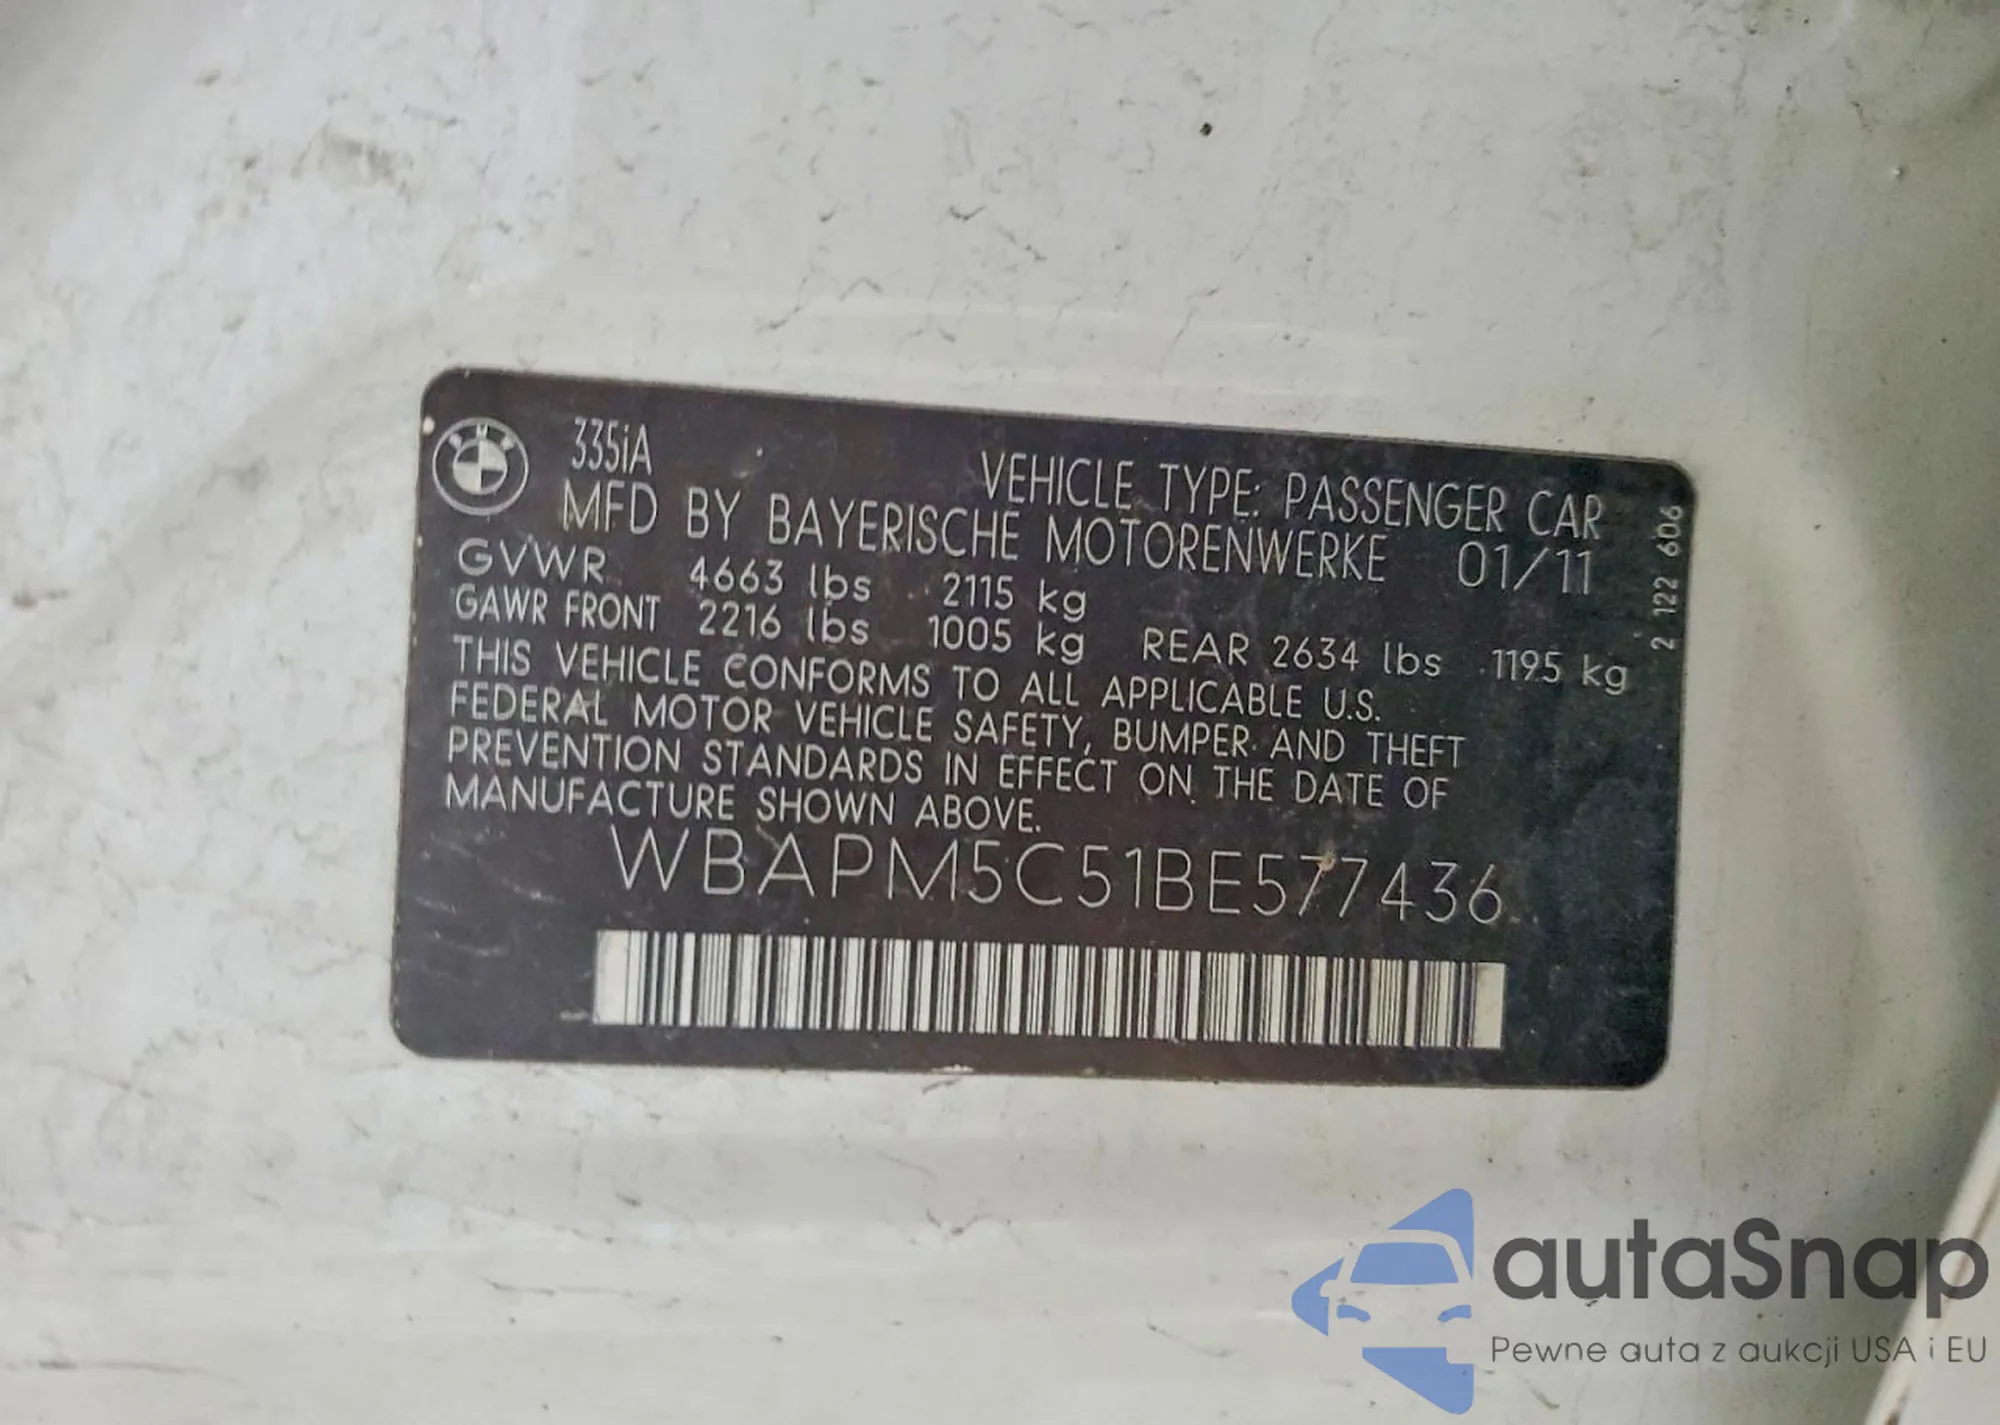 335iA
VEHICLE TYPE: PASSENGER CAR
MFD BY BAYERISCHE MOTORENWERKE 01/11
GVWR 4663 lbs 2115 kg
GAWR FRONT 2216 lbs 1005 kg REAR 2634 lbs 1195 kg
THIS VEHICLE CONFORMS TO ALL APPLICABLE U.S.
FEDERAL MOTOR VEHICLE SAFETY, BUMPER AND THEFT
PREVENTION STANDARDS IN EFFECT ON THE DATE OF
MANUFACTURE SHOWN ABOVE.
WBAPM5C51BE577436
2 122 606
BMW
autaSnap
Pewne auta z aukcji USA i EU